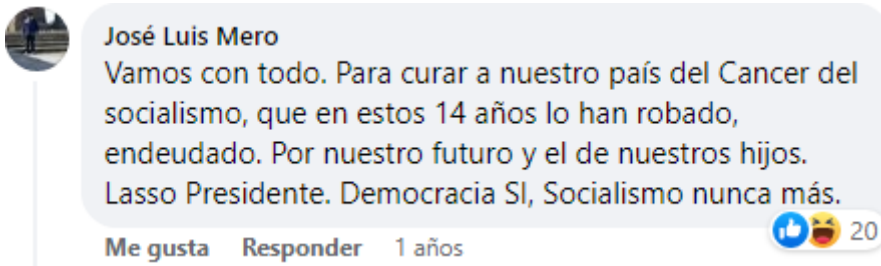 José Luis Mero
Vamos con todo. Para curar a nuestro país del Cancer del
socialismo, que en estos 14 años lo han robado,
endeudado. Por nuestro futuro y el de nuestros hijos.
Lasso Presidente. Democracia SI, Socialismo nunca más.
Me gusta Responder 1 años 20